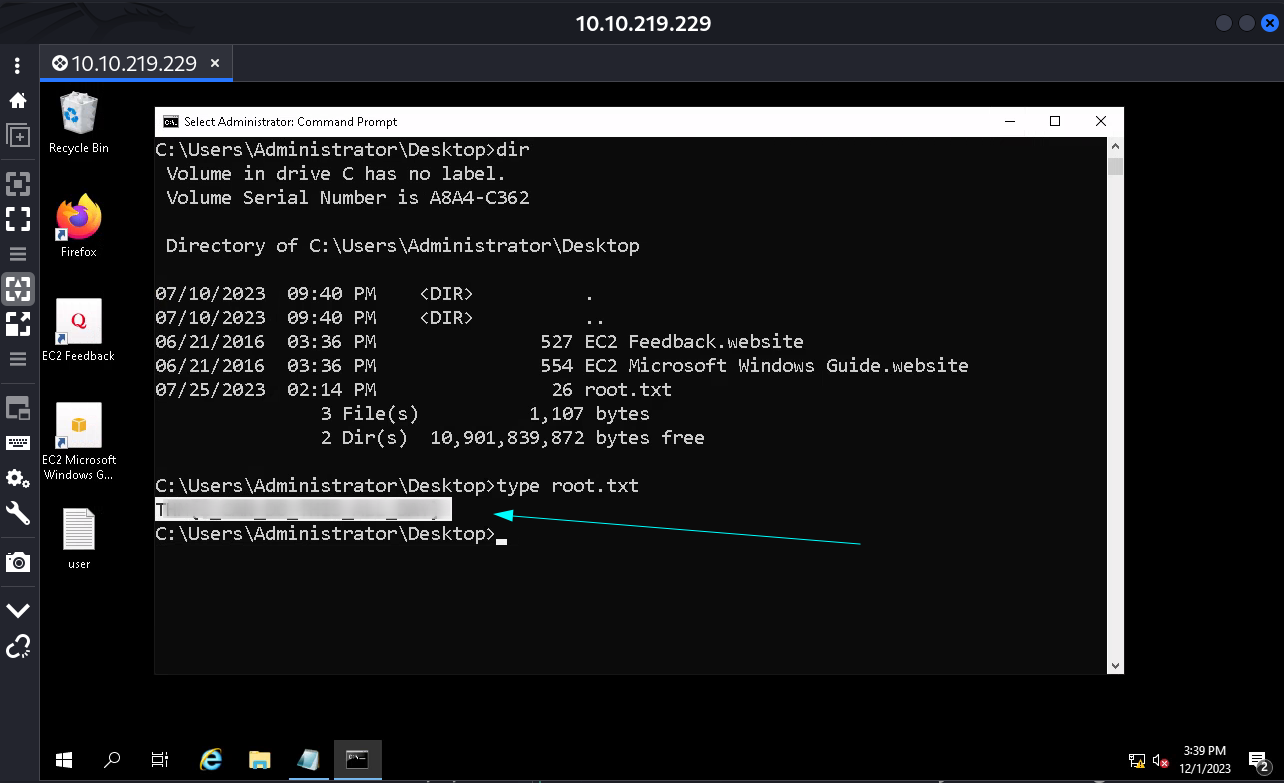 10.10.219.229
10.10.219.229
Recycle Bin
Firefox
EC2 Feedback
EC2 Microsoft
Windows G...
user
Select Administrator: Command Prompt
C:\Users\Administrator\Desktop>dir
Volume in drive C has no label.
Volume Serial Number is A8A4-C362
Directory of C:\Users\Administrator\Desktop
07/10/2023 09:40 PM <DIR> .
07/10/2023 09:40 PM <DIR> ..
06/21/2016 03:36 PM 527 EC2 Feedback.website
06/21/2016 03:36 PM 554 EC2 Microsoft Windows Guide.website
07/25/2023 02:14 PM 26 root.txt
3 File(s) 1,107 bytes
2 Dir(s) 10,901,839,872 bytes free
C:\Users\Administrator\Desktop>type root.txt
C:\Users\Administrator\Desktop>
3:39 PM
12/1/2023
2